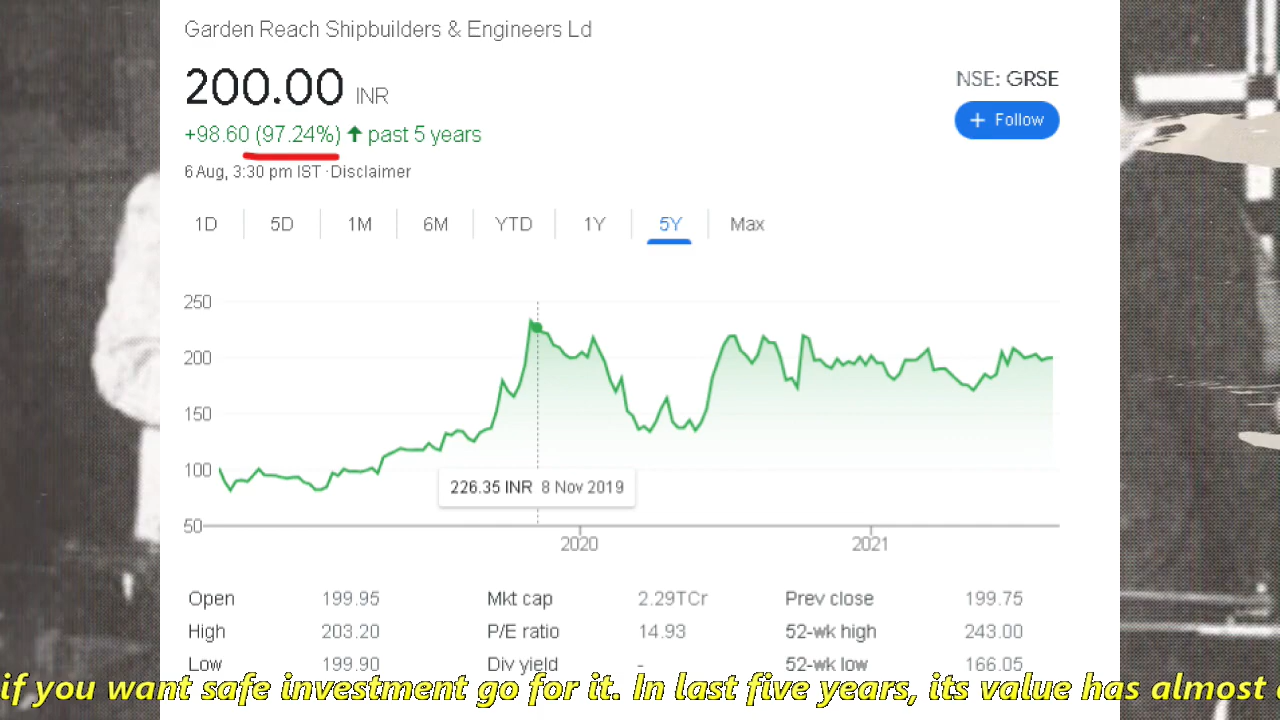 Garden Reach Shipbuilders & Engineers Ltd
200.00 INR
NSE: GRSE
+ Follow
+98.60 (97.24%) ↑ past 5 years
6 Aug, 3:30 pm IST · Disclaimer
1D 5D 1M 6M YTD 1Y 5Y Max
250
200
150
100
50
226.35 INR 8 Nov 2019
2020 2021
Open 199.95 Mkt cap 2.29TCr Prev close 199.75
High 203.20 P/E ratio 14.93 52-wk high 243.00
Low 199.90 Div yield - 52-wk low 166.05
if you want safe investment go for it. In last five years, its value has almost